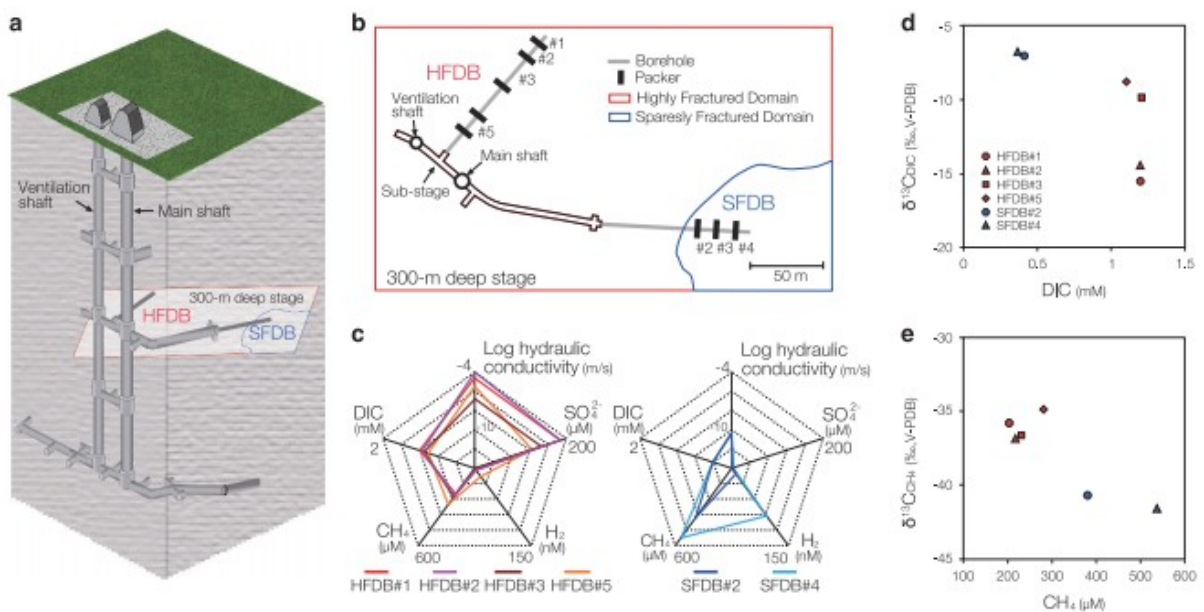 a
Ventilation
shaft
Main shaft
300-m deep stage
HFDB
SFDB
b
#1
#2
#3
#5
HFDB
Ventilation
shaft
Main shaft
Sub-stage
Borehole
Packer
Highly Fractured Domain
Sparesly Fractured Domain
SFDB
#2 #3 #4
300-m deep stage
50 m
c
Log hydraulic
conductivity (m/s)
-4
DIC
(mM)
2
-10
SO₄²⁻
(µM)
200
CH₄
(µM)
600
H₂
(nM)
150
HFDB#1 HFDB#2 HFDB#3 HFDB#5
Log hydraulic
conductivity (m/s)
-4
DIC
(mM)
2
-10
SO₄²⁻
(µM)
200
CH₄
(µM)
600
H₂
(nM)
150
SFDB#2 SFDB#4
d
-5
-10
-15
-20
δ¹³CDIC (‰,V-PDB)
HFDB#1
HFDB#2
HFDB#3
HFDB#5
SFDB#2
SFDB#4
0 0.5 1 1.5
DIC (mM)
e
-30
-35
-40
-45
δ¹³CCH₄ (‰,V-PDB)
100 200 300 400 500 600
CH₄ (µM)